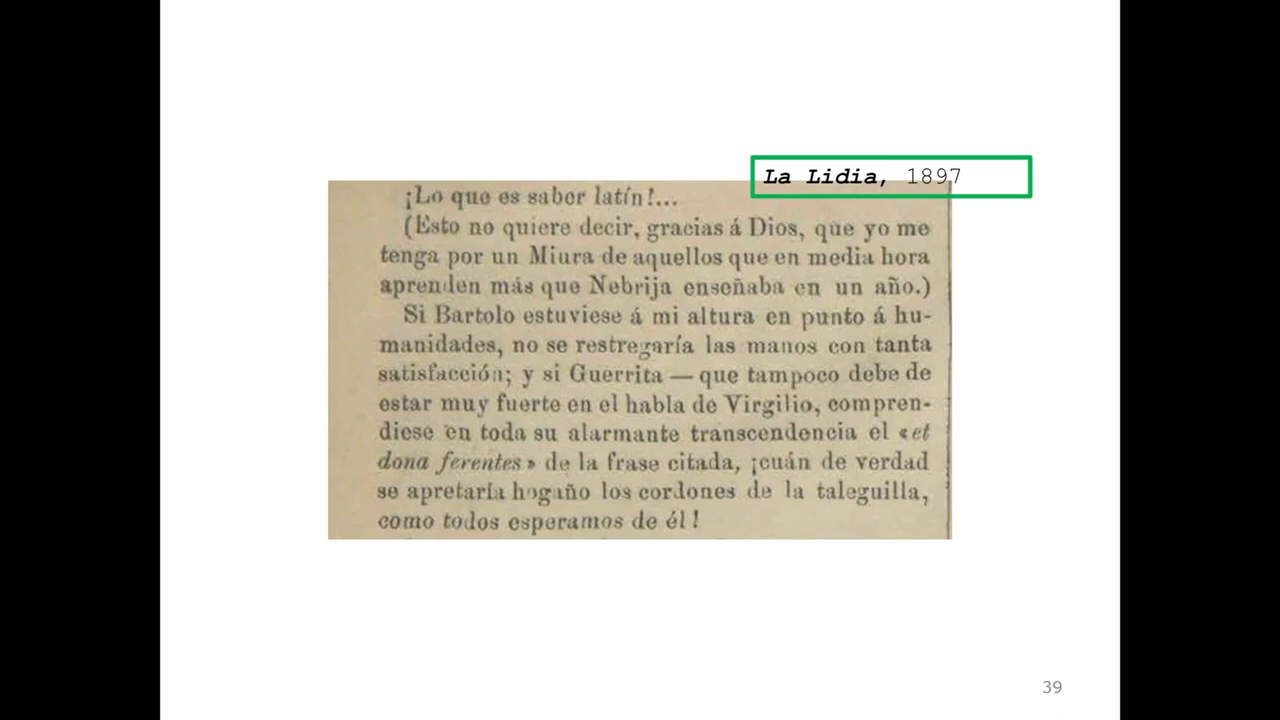 La Lidia, 1897
¡Lo que es saber latín!...
(Esto no quiere decir, gracias á Dios, que yo me
tenga por un Miura de aquellos que en media hora
aprenden más que Nebrija enseñaba en un año.)
Si Bartolo estuviese á mi altura en punto á hu-
manidades, no se restregaría las manos con tanta
satisfacción; y si Guerrita — que tampoco debe de
estar muy fuerte en el habla de Virgilio, compren-
diese en toda su alarmante transcendencia el «et
dona ferentes» de la frase citada, ¡cuán de verdad
se apretaría hogaño los cordones de la taleguilla,
como todos esperamos de él!
39